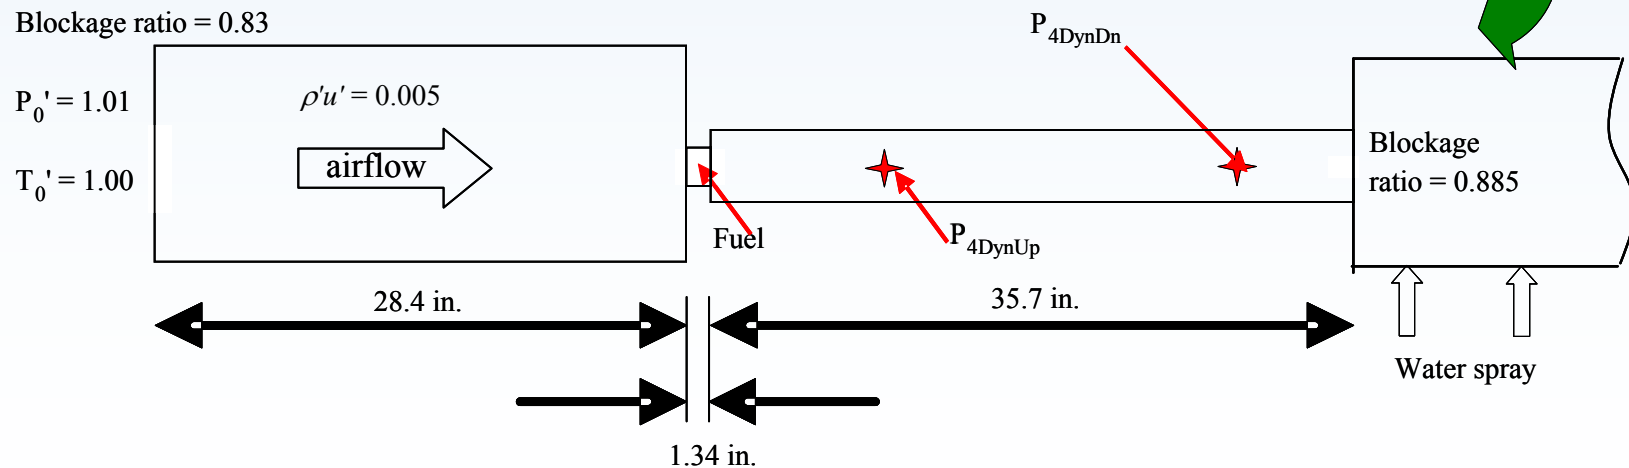 Blockage ratio = 0.83
P4DynDn
P0' = 1.01
ρ'u' = 0.005
airflow
T0' = 1.00
Blockage
ratio = 0.885
Fuel
P4DynUp
28.4 in.
35.7 in.
Water spray
1.34 in.